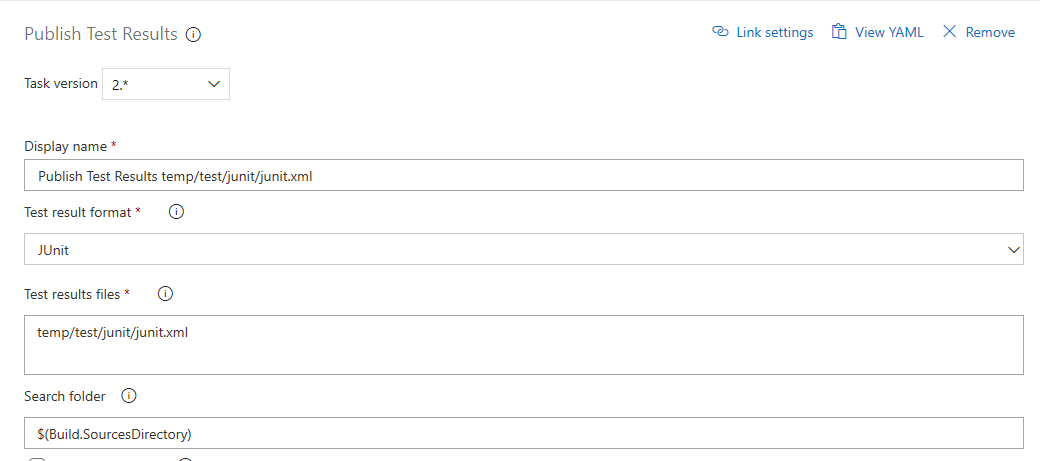 Publish Test Results
Link settings
View YAML
Remove
Task version 2.*
Display name *
Publish Test Results temp/test/junit/junit.xml
Test result format *
JUnit
Test results files *
temp/test/junit/junit.xml
Search folder
$(Build.SourcesDirectory)